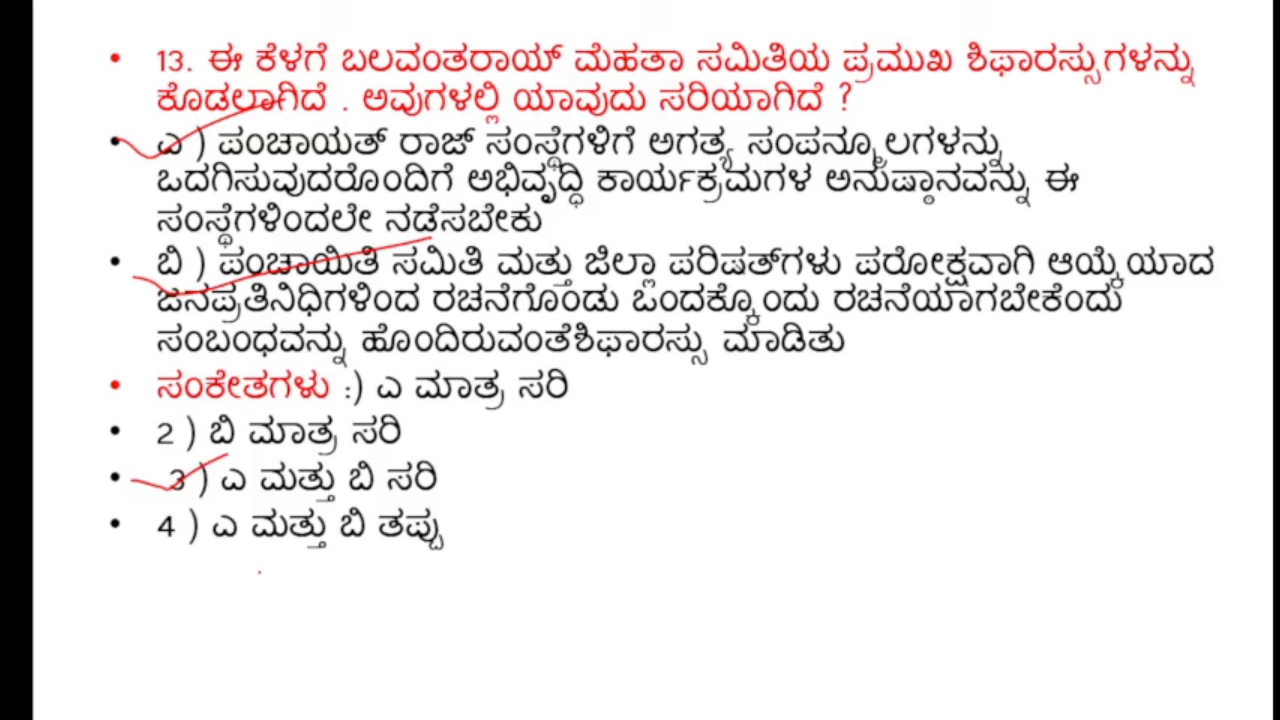 • 13. ಈ ಕೆಳಗೆ ಬಲವಂತರಾಯ್ ಮೆಹತಾ ಸಮಿತಿಯ ಪ್ರಮುಖ ಶಿಫಾರಸ್ಸುಗಳನ್ನು
ಕೊಡಲಾಗಿದೆ . ಅವುಗಳಲ್ಲಿ ಯಾವುದು ಸರಿಯಾಗಿದೆ ?
• ಎ ) ಪಂಚಾಯತ್ ರಾಜ್ ಸಂಸ್ಥೆಗಳಿಗೆ ಅಗತ್ಯ ಸಂಪನ್ಮೂಲಗಳನ್ನು
ಒದಗಿಸುವುದರೊಂದಿಗೆ ಅಭಿವೃದ್ಧಿ ಕಾರ್ಯಕ್ರಮಗಳ ಅನುಷ್ಠಾನವನ್ನು ಈ
ಸಂಸ್ಥೆಗಳಿಂದಲೇ ನಡೆಸಬೇಕು
• ಬಿ ) ಪಂಚಾಯಿತಿ ಸಮಿತಿ ಮತ್ತು ಜಿಲ್ಲಾ ಪರಿಷತ್‌ಗಳು ಪರೋಕ್ಷವಾಗಿ ಆಯ್ಕೆಯಾದ
ಜನಪ್ರತಿನಿಧಿಗಳಿಂದ ರಚನೆಗೊಂಡು ಒಂದಕ್ಕೊಂದು ರಚನೆಯಾಗಬೇಕೆಂದು
ಸಂಬಂಧವನ್ನು ಹೊಂದಿರುವಂತೆಶಿಫಾರಸ್ಸು ಮಾಡಿತು
• ಸಂಕೇತಗಳು :) ಎ ಮಾತ್ರ ಸರಿ
• 2 ) ಬಿ ಮಾತ್ರ ಸರಿ
• 3 ) ಎ ಮತ್ತು ಬಿ ಸರಿ
• 4 ) ಎ ಮತ್ತು ಬಿ ತಪ್ಪು